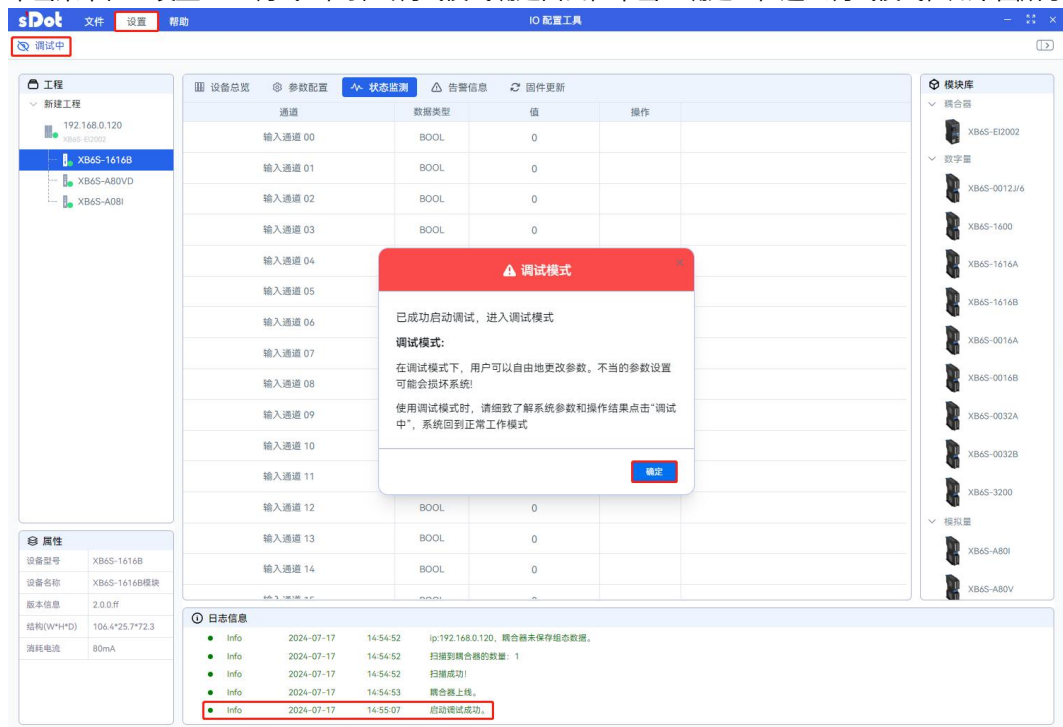 sDot 文件 设置 帮助 IO 配置工具
调试中
工程
新建工程
192.168.0.120
XB6S-EI2002
XB6S-1616B
XB6S-A80VD
XB6S-A08I
设备总览 参数配置 状态监测 告警信息 固件更新
通道 数据类型 值 操作
输入通道 00 BOOL 0
输入通道 01 BOOL 0
输入通道 02 BOOL 0
输入通道 03 BOOL 0
输入通道 04
输入通道 05
输入通道 06
输入通道 07
输入通道 08
输入通道 09
输入通道 10
输入通道 11
输入通道 12 BOOL 0
输入通道 13 BOOL 0
输入通道 14 BOOL 0
调试模式
已成功启动调试，进入调试模式
调试模式:
在调试模式下，用户可以自由地更改参数。不当的参数设置
可能会损坏系统!
使用调试模式时，请细致了解系统参数和操作结果点击“调试
中”，系统回到正常工作模式
确定
模块库
耦合器
XB6S-EI2002
数字量
XB6S-0012J/6
XB6S-1600
XB6S-1616A
XB6S-1616B
XB6S-0016A
XB6S-0016B
XB6S-0032A
XB6S-0032B
XB6S-3200
模拟量
XB6S-A80I
XB6S-A80V
属性
设备型号 XB6S-1616B
设备名称 XB6S-1616B模块
版本信息 2.0.0.ff
结构(W*H*D) 106.4*25.7*72.3
消耗电流 80mA
日志信息
Info 2024-07-17 14:54:52 ip:192.168.0.120，耦合器未保存组态数据。
Info 2024-07-17 14:54:52 扫描到耦合器的数量：1
Info 2024-07-17 14:54:52 扫描成功!
Info 2024-07-17 14:54:53 耦合器上线。
Info 2024-07-17 14:55:07 启动调试成功。